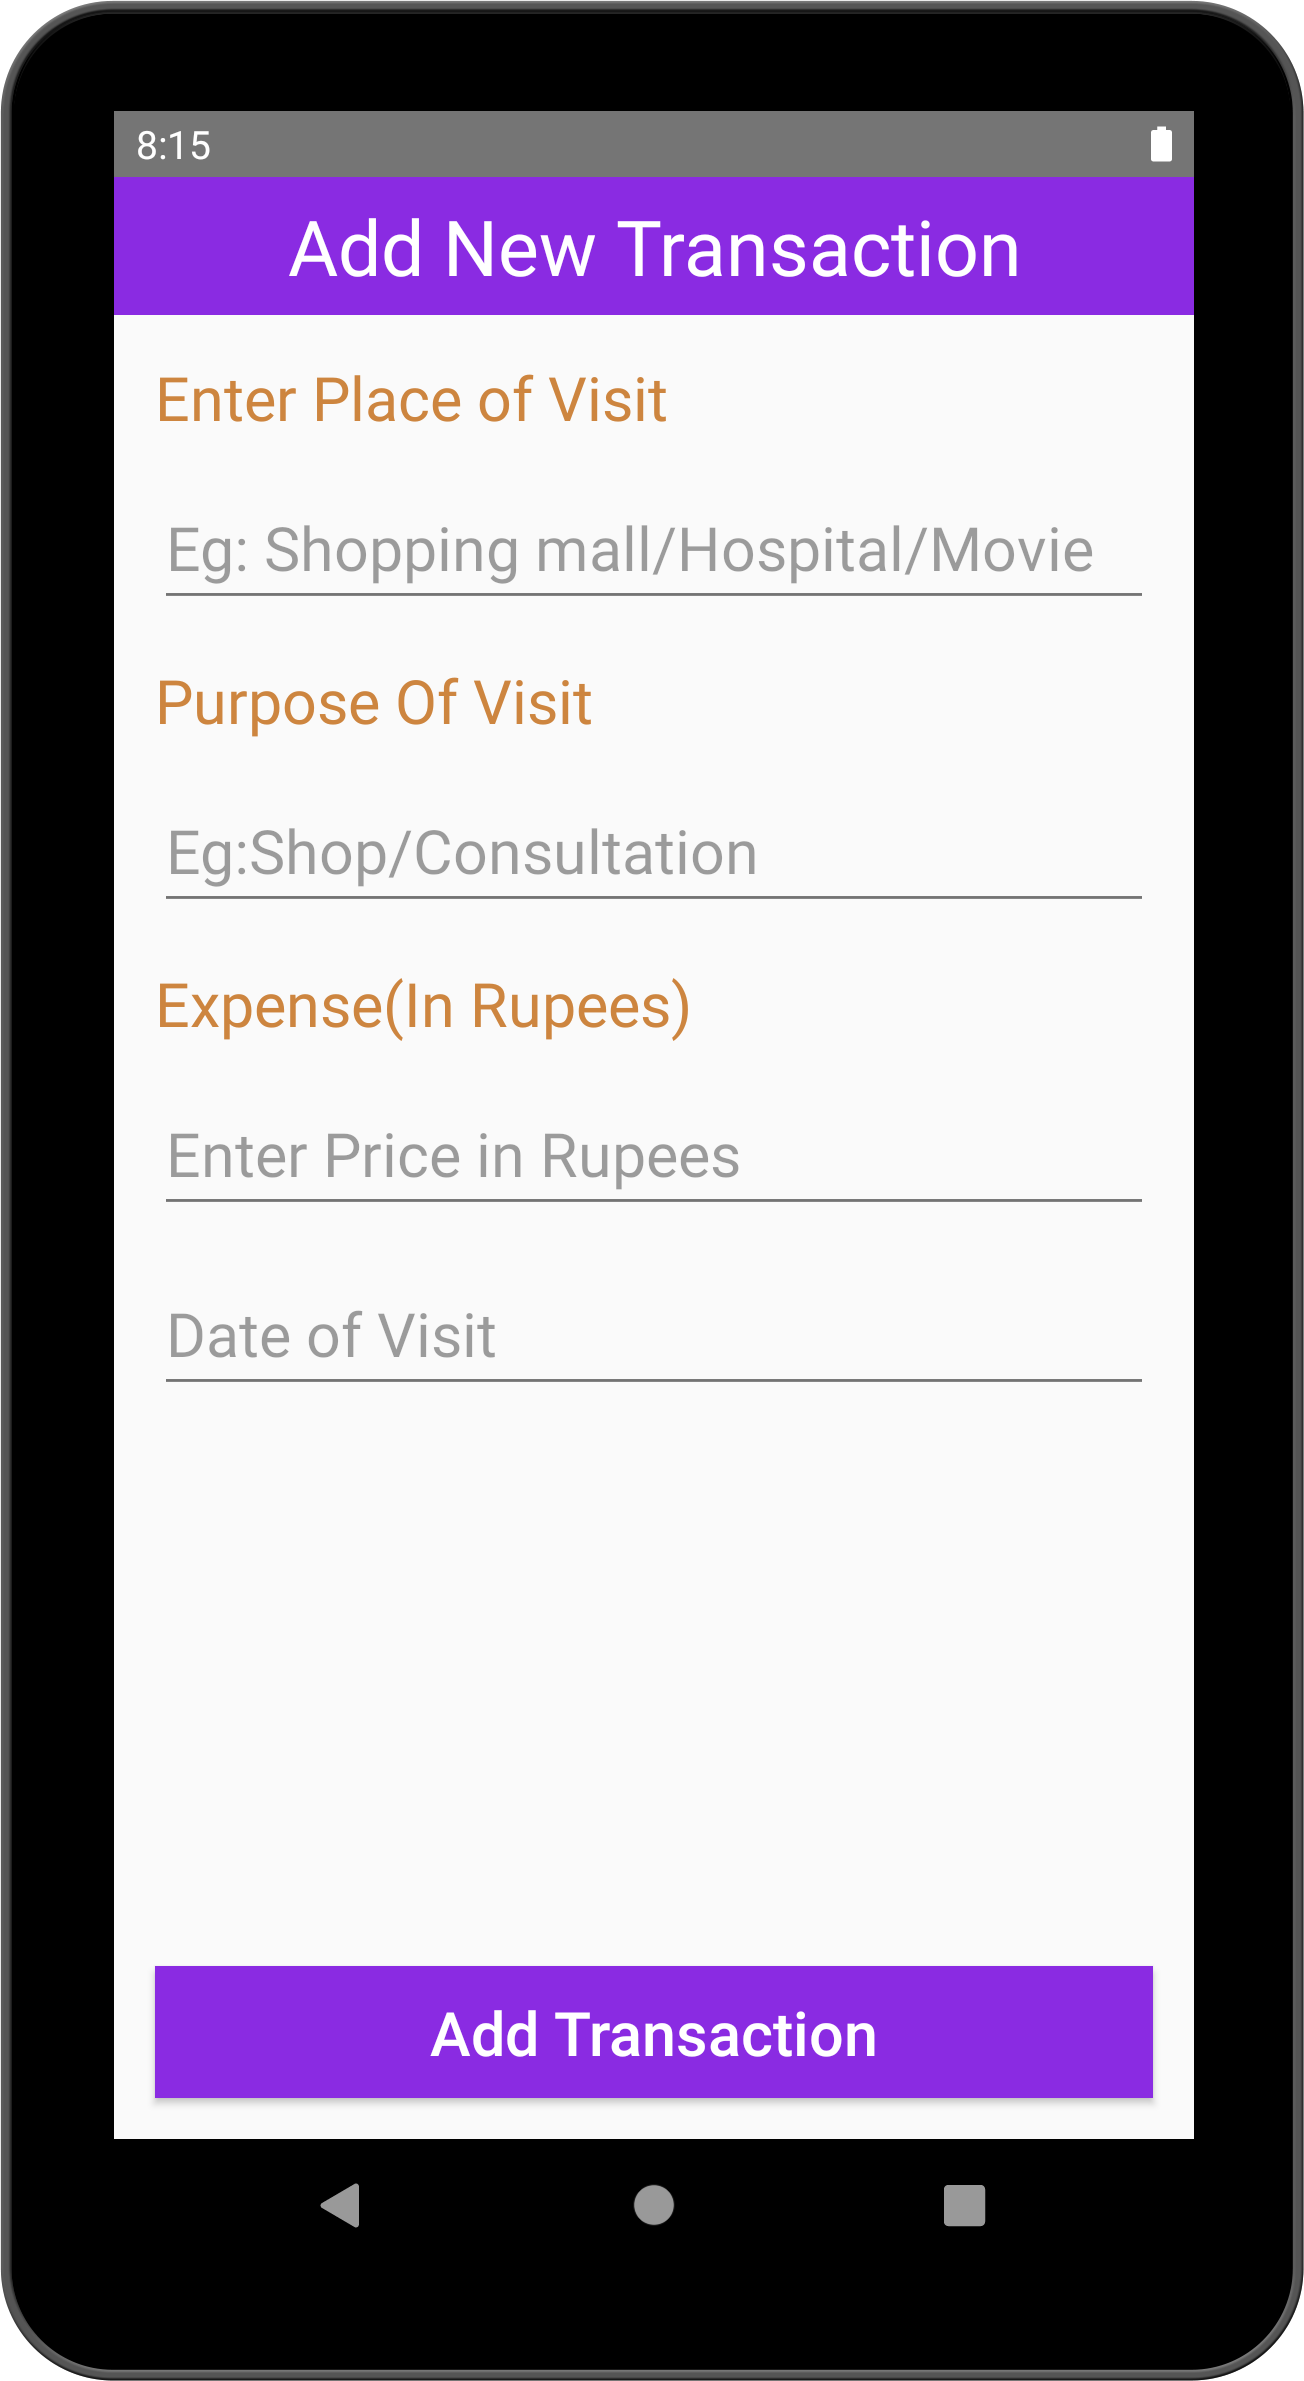 8:15
Add New Transaction
Enter Place of Visit
Eg: Shopping mall/Hospital/Movie
Purpose Of Visit
Eg:Shop/Consultation
Expense(In Rupees)
Enter Price in Rupees
Date of Visit
Add Transaction